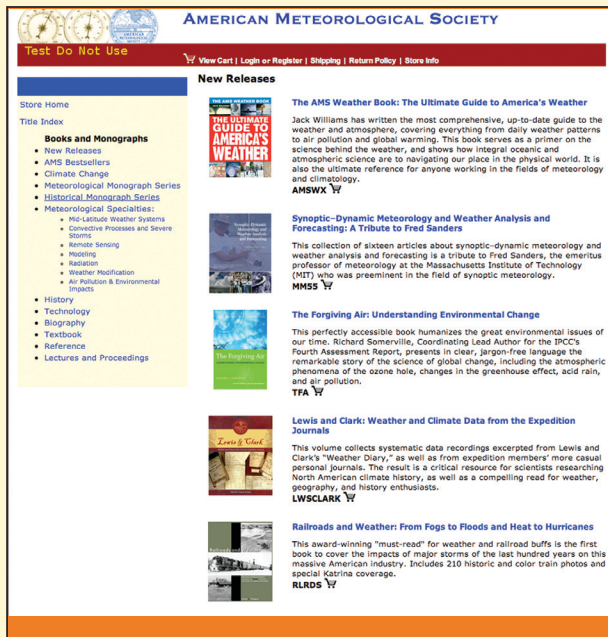 AMERICAN METEOROLOGICAL SOCIETY
Test Do Not Use
View Cart | Login or Register | Shipping | Return Policy | Store Info
Store Home
Title Index
Books and Monographs
• New Releases
• AMS Bestsellers
• Climate Change
• Meteorological Monograph Series
• Historical Monograph Series
• Meteorological Specialties:
• Mid-Latitude Weather Systems
• Convective Processes and Severe
Storms
• Remote Sensing
• Modeling
• Radiation
• Weather Modification
• Air Pollution & Environmental
Impacts
• History
• Technology
• Biography
• Textbook
• Reference
• Lectures and Proceedings
New Releases
THE AMS WEATHER BOOK
THE ULTIMATE
GUIDE TO
AMERICA'S
WEATHER
The AMS Weather Book: The Ultimate Guide to America's Weather
Jack Williams has written the most comprehensive, up-to-date guide to the
weather and atmosphere, covering everything from daily weather patterns
to air pollution and global warming. This book serves as a primer on the
science behind the weather, and shows how integral oceanic and
atmospheric science are to navigating our place in the physical world. It is
also the ultimate reference for anyone working in the fields of meteorology
and climatology.
AMSWX
Synoptic–Dynamic Meteorology and Weather Analysis and
Forecasting: A Tribute to Fred Sanders
This collection of sixteen articles about synoptic–dynamic meteorology and
weather analysis and forecasting is a tribute to Fred Sanders, the emeritus
professor of meteorology at the Massachusetts Institute of Technology
(MIT) who was preeminent in the field of synoptic meteorology.
MM55
The Forgiving Air
The Forgiving Air: Understanding Environmental Change
This perfectly accessible book humanizes the great environmental issues of
our time. Richard Somerville, Coordinating Lead Author for the IPCC's
Fourth Assessment Report, presents in clear, jargon-free language the
remarkable story of the science of global change, including the atmospheric
phenomena of the ozone hole, changes in the greenhouse effect, acid rain,
and air pollution.
TFA
Lewis & Clark
Lewis and Clark: Weather and Climate Data from the Expedition
Journals
This volume collects systematic data recordings excerpted from Lewis and
Clark's "Weather Diary," as well as from expedition members' more casual
personal journals. The result is a critical resource for scientists researching
North American climate history, as well as a compelling read for weather,
geography, and history enthusiasts.
LWSCLARK
Railroads and Weather: From Fogs to Floods and Heat to Hurricanes
This award-winning "must-read" for weather and railroad buffs is the first
book to cover the impacts of major storms of the last hundred years on this
massive American industry. Includes 210 historic and color train photos and
special Katrina coverage.
RLRDS